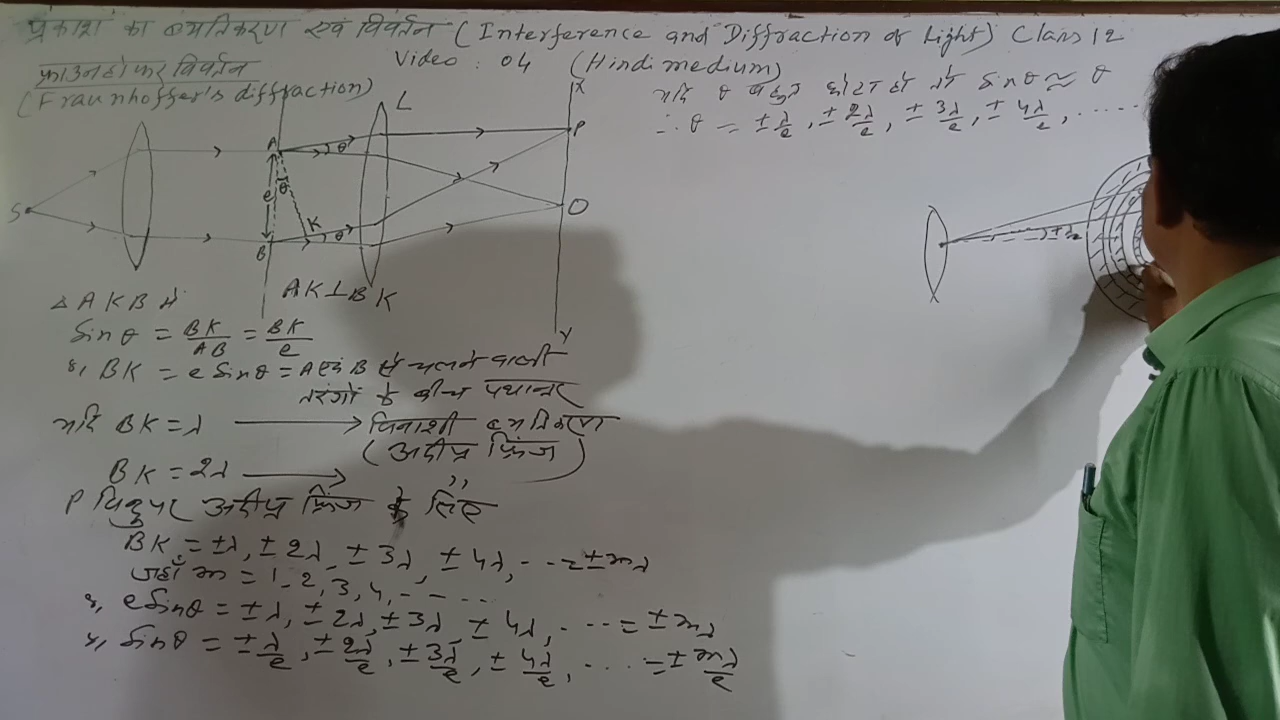 प्रकाश का व्यतिकरण एवं विवर्तन (Interference and Diffraction of Light) Class 12
Video : 04 (Hindi medium)
फ्राउनहोफर विवर्तन
(Fraunhoffer's diffraction)
S
A
e
θ
θ
K
B
θ
L
X
P
O
Y
AK⊥BK
△ AKB में
Sinθ = BK/AB = BK/e
या, BK = e Sinθ = A एवं B से चलने वाली
तरंगों के बीच पथान्तर
यदि BK = λ ⟶ विनाशी व्यतिकरण
(अदीप्त फ्रिंज)
BK = 2λ ⟶ ,,
P बिंदु पर अदीप्त फ्रिंज के लिए
BK = ±λ, ±2λ, ±3λ, ±4λ, --- = ±mλ
जहाँ m = 1, 2, 3, 4, - - - ...
या, e Sinθ = ±λ, ±2λ, ±3λ, ±4λ, ... = ±mλ
या, Sinθ = ±λ/e, ±2λ/e, ±3λ/e, ±4λ/e, .... = ±mλ/e
यदि θ बहुत छोटा हो तो Sinθ ≈ θ
∴ θ = ±λ/e, ±2λ/e, ±3λ/e, ±4λ/e, .....